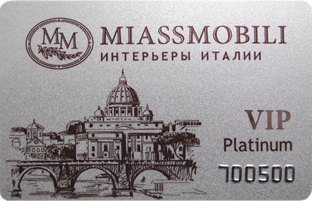 MM MIASSMOBILI
ИНТЕРЬЕРЫ ИТАЛИИ
VIP
Platinum
700500